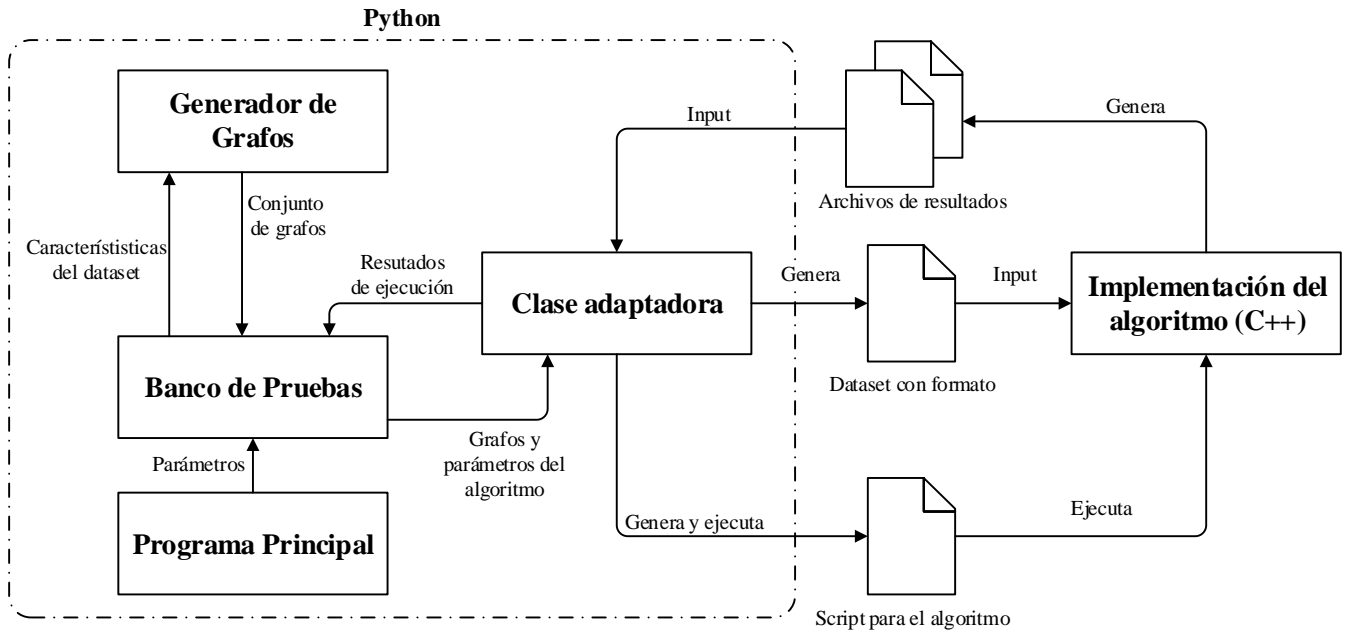 Python
Generador de
Grafos
Input
Genera
Archivos de resultados
Conjunto
de grafos
Característisticas
del dataset
Resutados
de ejecución
Clase adaptadora
Genera
Input
Implementación del
algoritmo (C++)
Dataset con formato
Banco de Pruebas
Grafos y
parámetros del
algoritmo
Parámetros
Programa Principal
Genera y ejecuta
Ejecuta
Script para el algoritmo